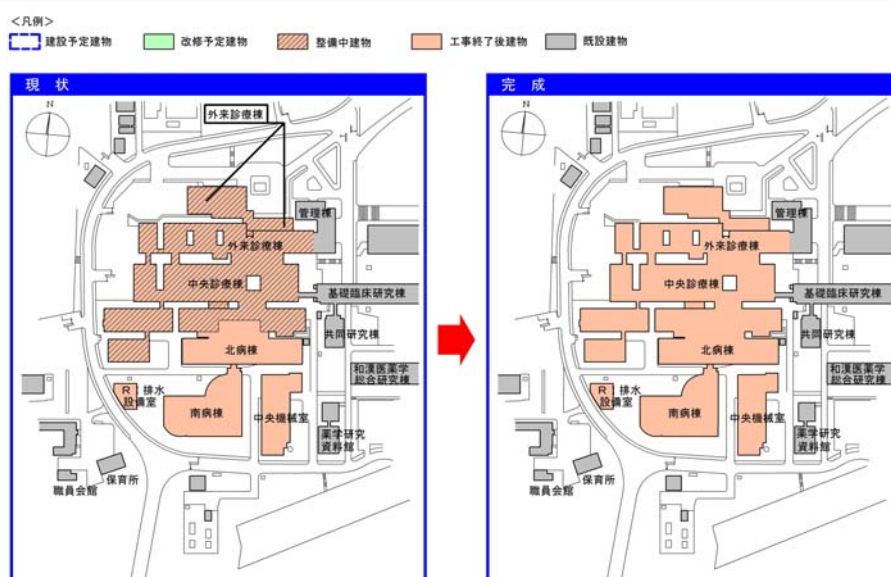 ＜凡例＞
建設予定建物 改修予定建物 整備中建物 工事終了後建物 既設建物
現 状
N
外来診療棟
管理棟
外来診療棟
中央診療棟
基礎臨床研究棟
共同研究棟
北病棟
和漢医薬学
総合研究棟
R I 排水
設備室
南病棟
中央機械室
薬学研究
資料館
保育所
職員会館
完 成
N
管理棟
外来診療棟
中央診療棟
基礎臨床研究棟
共同研究棟
北病棟
和漢医薬学
総合研究棟
R I 排水
設備室
南病棟
中央機械室
薬学研究
資料館
保育所
職員会館